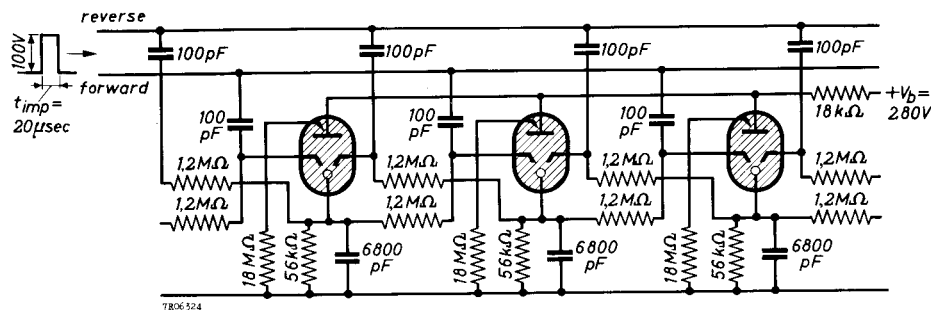 reverse
100V
100pF
100pF
100pF
100pF
forward
t imp =
20μsec
100
pF
100
pF
100
pF
18kΩ
+Vb=
280V
1,2MΩ
1,2MΩ
1,2MΩ
1,2MΩ
1,2MΩ
1,2MΩ
1,2MΩ
1,2MΩ
18MΩ
56kΩ
6800
pF
18MΩ
56kΩ
6800
pF
18MΩ
56kΩ
6800
pF
7R06324